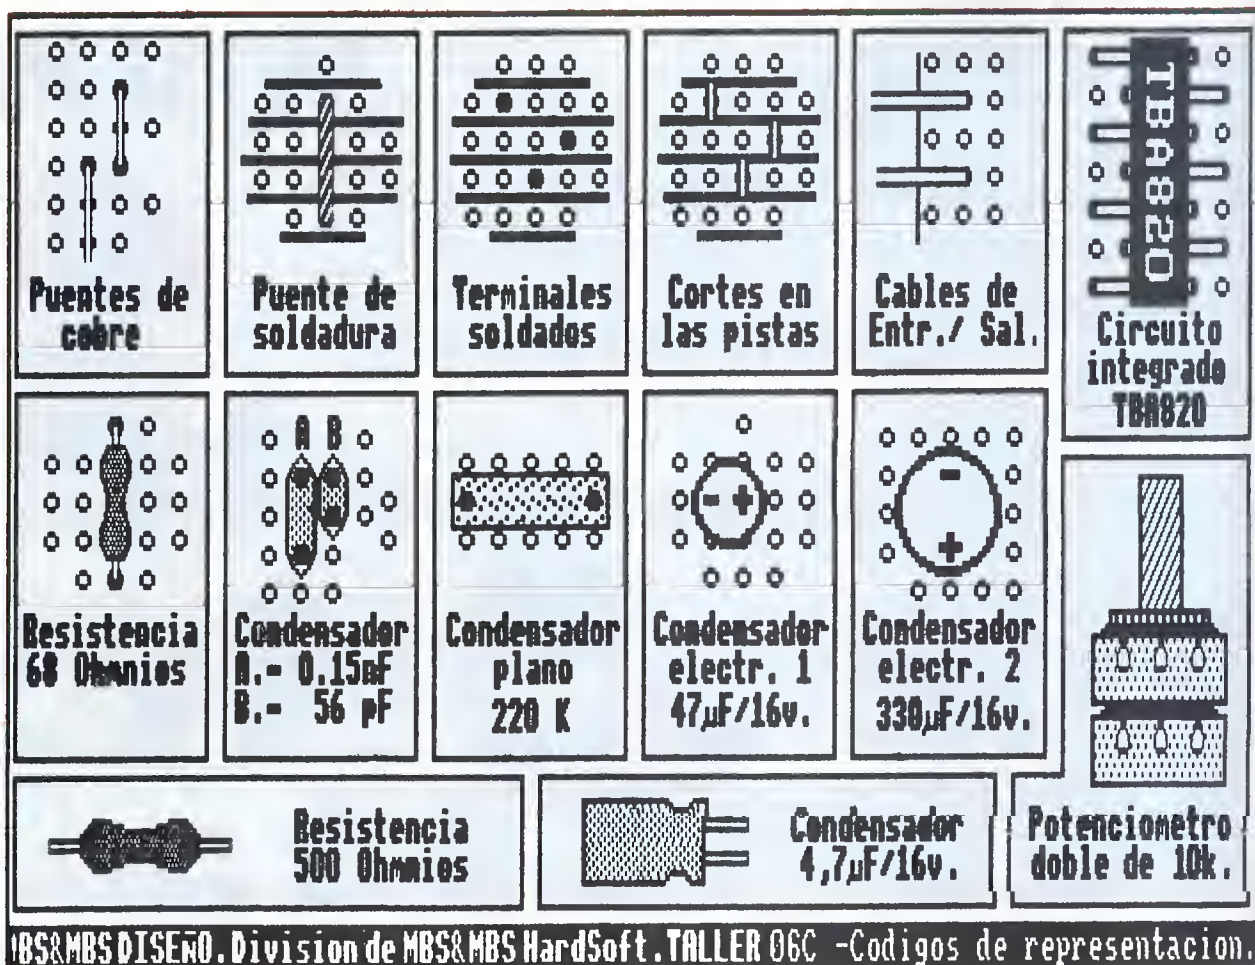 Puentes de
cobre
Puente de
soldadura
Terminales
soldados
Cortes en
las pistas
Cables de
Entr./ Sal.
TBA820
Circuito
integrado
TBA820
Resistencia
68 Ohmnios
A B
Condensador
A.- 0.15nF
B.- 56 pF
Condensador
plano
220 K
- +
Condensador
electr. 1
47µF/16v.
-
+
Condensador
electr. 2
330µF/16v.
Potenciometro
doble de 10k.
Resistencia
500 Ohmnios
Condensador
4,7µF/16v.
MBS&MBS DISEÑO. Division de MBS&MBS HardSoft. TALLER 06C -Codigos de representacion.